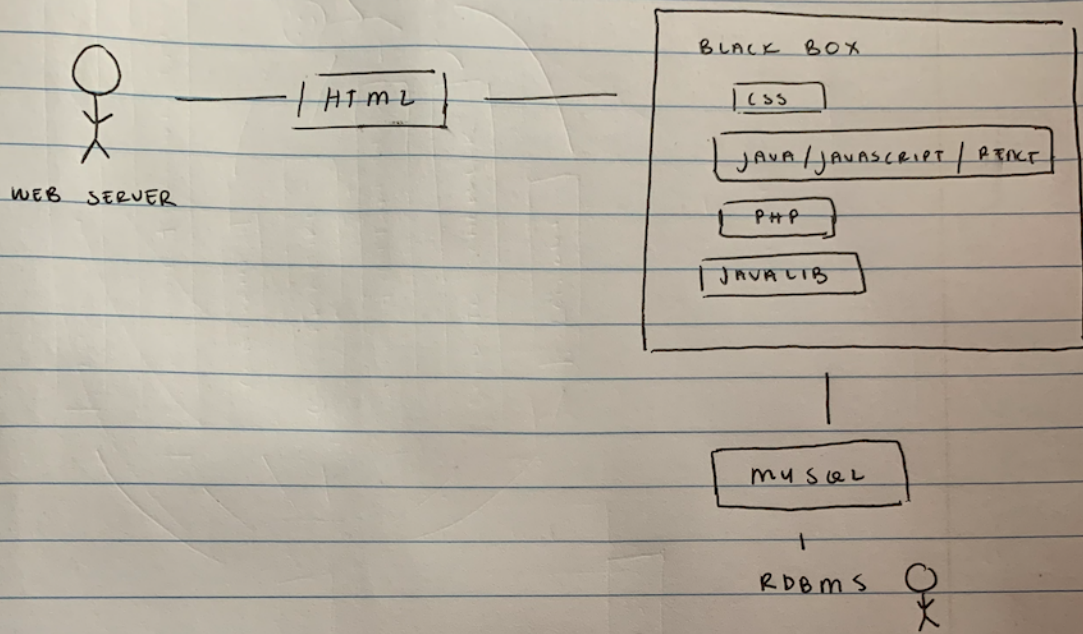 BLACK BOX
HTML
CSS
JAVA / JAVASCRIPT / REACT
WEB SERVER
PHP
JAVA LIB
MYSQL
RDBMS